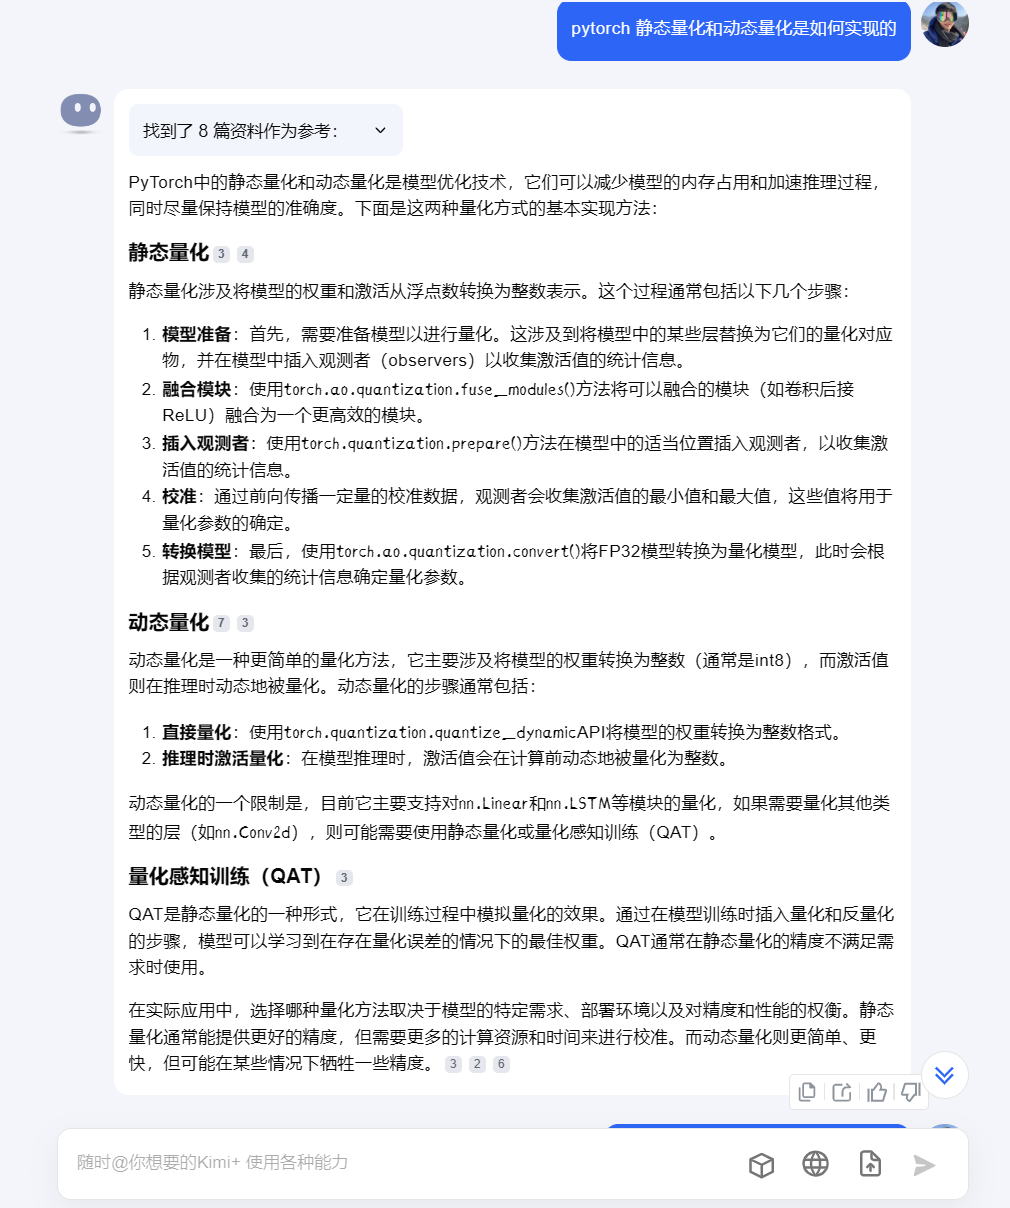 pytorch 静态量化和动态量化是如何实现的
找到了 8 篇资料作为参考：
PyTorch中的静态量化和动态量化是模型优化技术，它们可以减少模型的内存占用和加速推理过程，
同时尽量保持模型的准确度。下面是这两种量化方式的基本实现方法：
静态量化 3 4
静态量化涉及将模型的权重和激活从浮点数转换为整数表示。这个过程通常包括以下几个步骤：
1. 模型准备：首先，需要准备模型以进行量化。这涉及到将模型中的某些层替换为它们的量化对应
物，并在模型中插入观测者（observers）以收集激活值的统计信息。
2. 融合模块：使用torch.ao.quantization.fuse_modules()方法将可以融合的模块（如卷积后接
ReLU）融合为一个更高效的模块。
3. 插入观测者：使用torch.quantization.prepare()方法在模型中的适当位置插入观测者，以收集激
活值的统计信息。
4. 校准：通过前向传播一定量的校准数据，观测者会收集激活值的最小值和最大值，这些值将用于
量化参数的确定。
5. 转换模型：最后，使用torch.ao.quantization.convert()将FP32模型转换为量化模型，此时会根
据观测者收集的统计信息确定量化参数。
动态量化 7 3
动态量化是一种更简单的量化方法，它主要涉及将模型的权重转换为整数（通常是int8），而激活值
则在推理时动态地被量化。动态量化的步骤通常包括：
1. 直接量化：使用torch.quantization.quantize_dynamicAPI将模型的权重转换为整数格式。
2. 推理时激活量化：在模型推理时，激活值会在计算前动态地被量化为整数。
动态量化的一个限制是，目前它主要支持对nn.Linear和nn.LSTM等模块的量化，如果需要量化其他类
型的层（如nn.Conv2d），则可能需要使用静态量化或量化感知训练（QAT）。
量化感知训练（QAT） 3
QAT是静态量化的一种形式，它在训练过程中模拟量化的效果。通过在模型训练时插入量化和反量化
的步骤，模型可以学习到在存在量化误差的情况下的最佳权重。QAT通常在静态量化的精度不满足需
求时使用。
在实际应用中，选择哪种量化方法取决于模型的特定需求、部署环境以及对精度和性能的权衡。静态
量化通常能提供更好的精度，但需要更多的计算资源和时间来进行校准。而动态量化则更简单、更
快，但可能在某些情况下牺牲一些精度。 3 2 6
随时@你想要的Kimi+ 使用各种能力